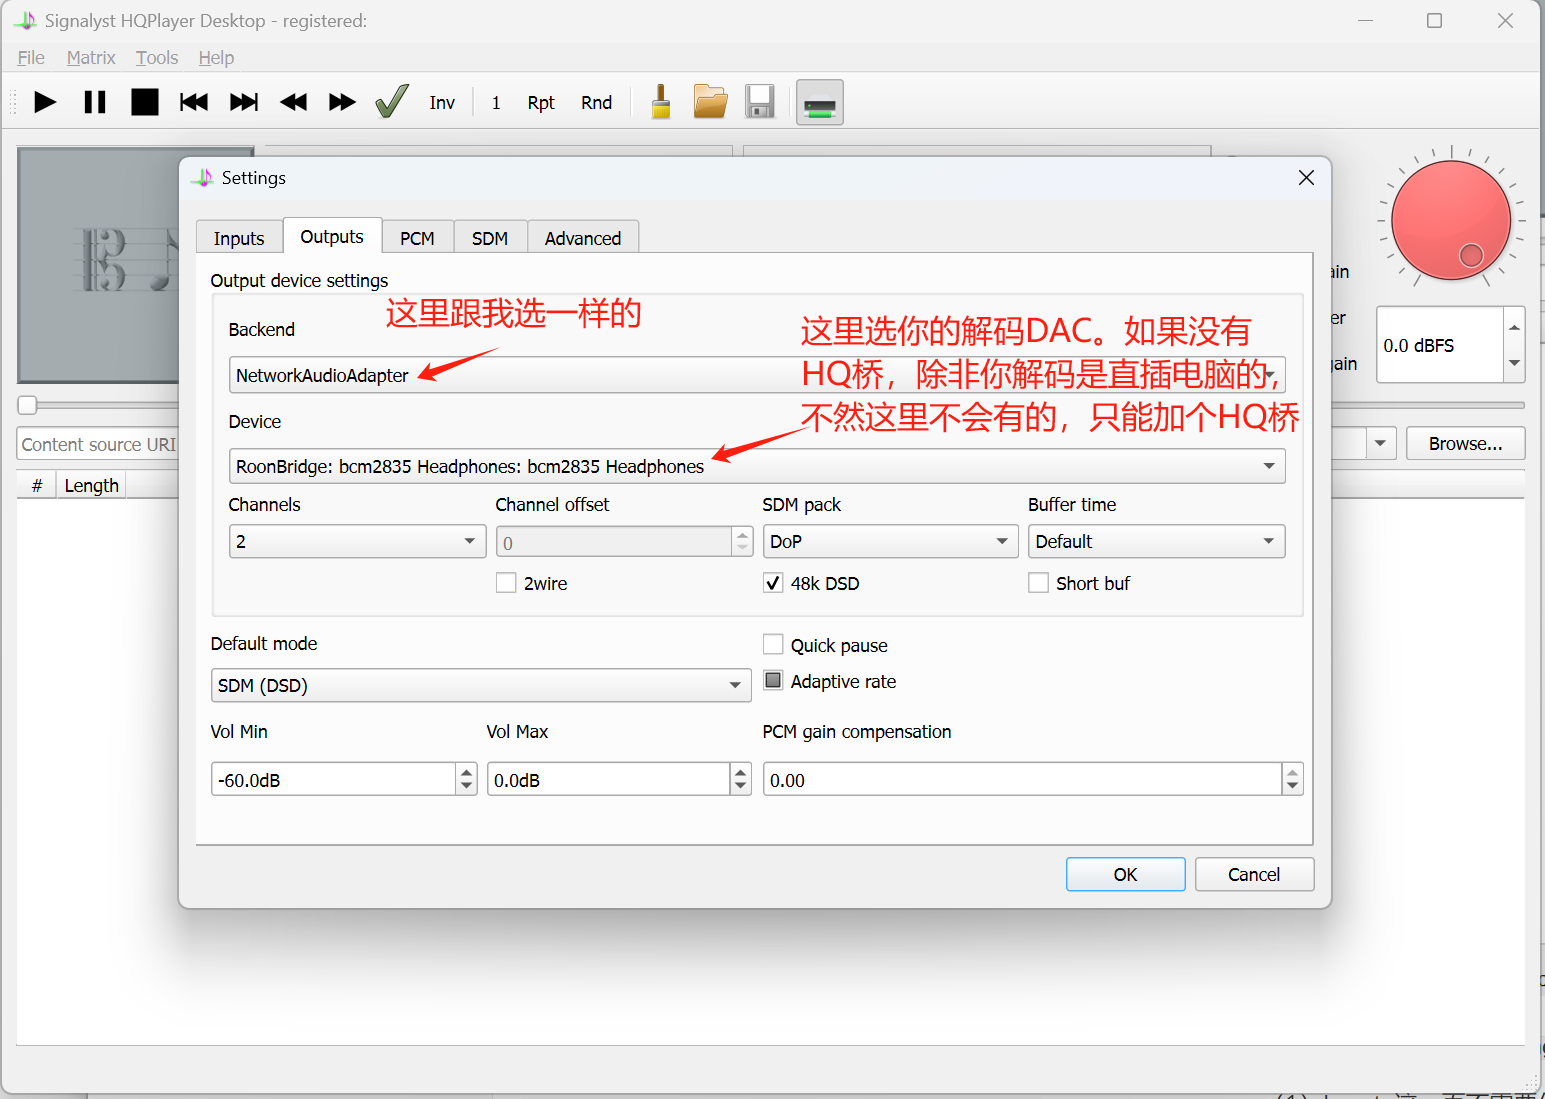 Signalyst HQPlayer Desktop - registered:
File Matrix Tools Help
Inv 1 Rpt Rnd
Settings
Inputs Outputs PCM SDM Advanced
Output device settings
这里跟我选一样的
Backend
这里选你的解码DAC。如果没有
NetworkAudioAdapter
HQ桥，除非你解码是直插电脑的，
Device
不然这里不会有的，只能加个HQ桥
RoonBridge: bcm2835 Headphones: bcm2835 Headphones
Channels Channel offset SDM pack Buffer time
2 0 DoP Default
2wire 48k DSD Short buf
Default mode
Quick pause
SDM (DSD)
Adaptive rate
Vol Min Vol Max PCM gain compensation
-60.0dB 0.0dB 0.00
OK Cancel
0.0 dBFS
Content source URI
Browse...
# Length